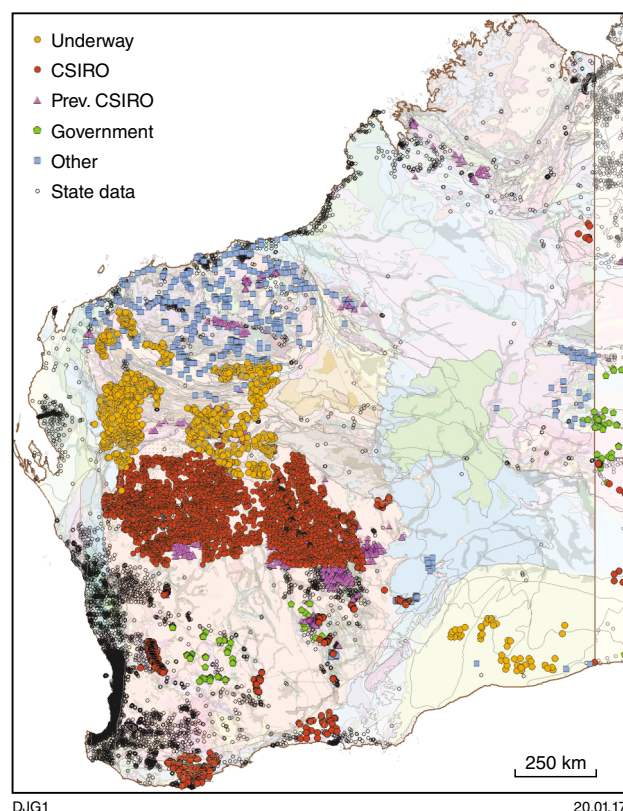 Underway
CSIRO
Prev. CSIRO
Government
Other
State data
250 km
DJG1
20.01.17